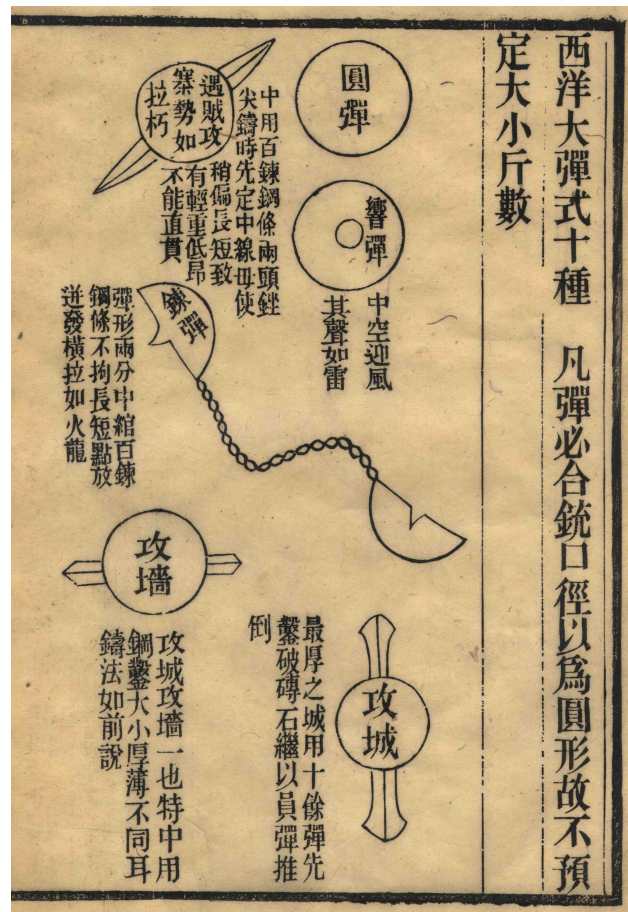 西洋大彈式十種　凡彈必合銃口徑以爲圓形故不預
定大小斤數
圓彈
響彈
中空迎風
其聲如雷
遇賊攻
寨勢如
拉朽
中用百鍊鋼條兩頭銼
尖鑄時先定中線毋使
稍偏長短致
有輕重低昻
不能直貫
鍊彈
彈形兩分中綰百鍊
鋼條不拘長短點放
迸發橫拉如火龍
攻城
最厚之城用十餘彈先
鑿破磚石繼以員彈推
倒
攻墻
攻城攻墻一也特中用
鋼鑿大小厚薄不同耳
鑄法如前說